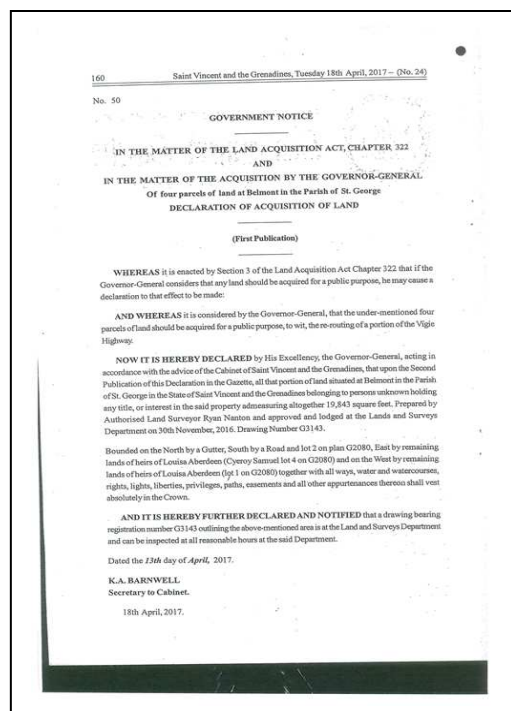 160 Saint Vincent and the Grenadines, Tuesday 18th April, 2017 – (No. 24)
No. 50
GOVERNMENT NOTICE
IN THE MATTER OF THE LAND ACQUISITION ACT, CHAPTER 322
AND
IN THE MATTER OF THE ACQUISITION BY THE GOVERNOR-GENERAL
Of four parcels of land at Belmont in the Parish of St. George
DECLARATION OF ACQUISITION OF LAND
(First Publication)
WHEREAS it is enacted by Section 3 of the Land Acquisition Act Chapter 322 that if the
Governor-General considers that any land should be acquired for a public purpose, he may cause a
declaration to that effect to be made:
AND WHEREAS it is considered by the Governor-General, that the under-mentioned four
parcels of land should be acquired for a public purpose, to wit, the re-routing of a portion of the Vigie
Highway.
NOW IT IS HEREBY DECLARED by His Excellency, the Governor-General, acting in
accordance with the advice of the Cabinet of Saint Vincent and the Grenadines, that upon the Second
Publication of this Declaration in the Gazette, all that portion of land situated at Belmont in the Parish
of St. George in the State of Saint Vincent and the Grenadines belonging to persons unknown holding
any title, or interest in the said property admeasuring altogether 19,843 square feet. Prepared by
Authorised Land Surveyor Ryan Nanton and approved and lodged at the Lands and Surveys
Department on 30th November, 2016. Drawing Number G3143.
Bounded on the North by a Gutter, South by a Road and lot 2 on plan G2080, East by remaining
lands of heirs of Louisa Aberdeen (Cyeroy Samuel lot 4 on G2080) and on the West by remaining
lands of heirs of Louisa Aberdeen (lot 1 on G2080) together with all ways, water and watercourses,
rights, lights, liberties, privileges, paths, easements and all other appurtenances thereon shall vest
absolutely in the Crown.
AND IT IS HEREBY FURTHER DECLARED AND NOTIFIED that a drawing bearing
registration number G3143 outlining the above-mentioned area is at the Land and Surveys Department
and can be inspected at all reasonable hours at the said Department.
Dated the 13th day of April, 2017.
K.A. BARNWELL
Secretary to Cabinet.
18th April, 2017.